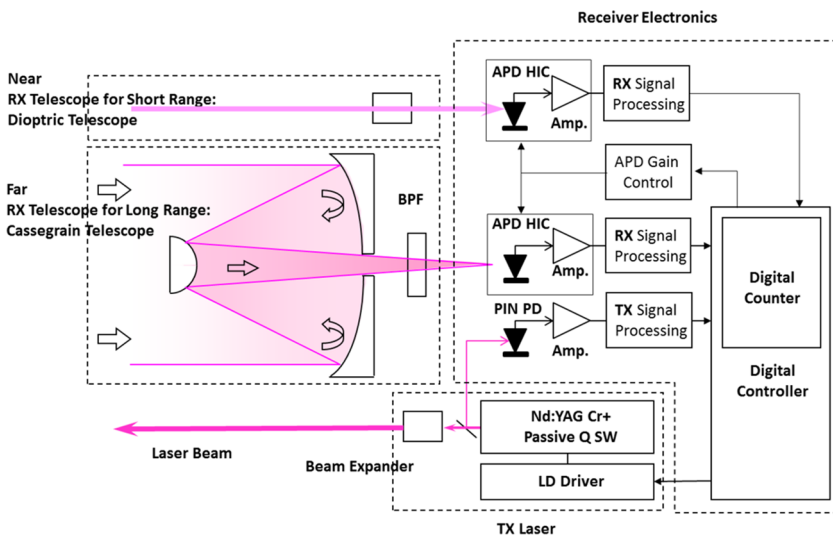 Receiver Electronics
Near
RX Telescope for Short Range:
Dioptric Telescope
APD HIC
Amp.
RX Signal
Processing
APD Gain
Control
Far
RX Telescope for Long Range:
Cassegrain Telescope
BPF
APD HIC
Amp.
RX Signal
Processing
PIN PD
Amp.
TX Signal
Processing
Digital
Counter
Digital
Controller
Nd:YAG Cr+
Passive Q SW
LD Driver
Laser Beam
Beam Expander
TX Laser